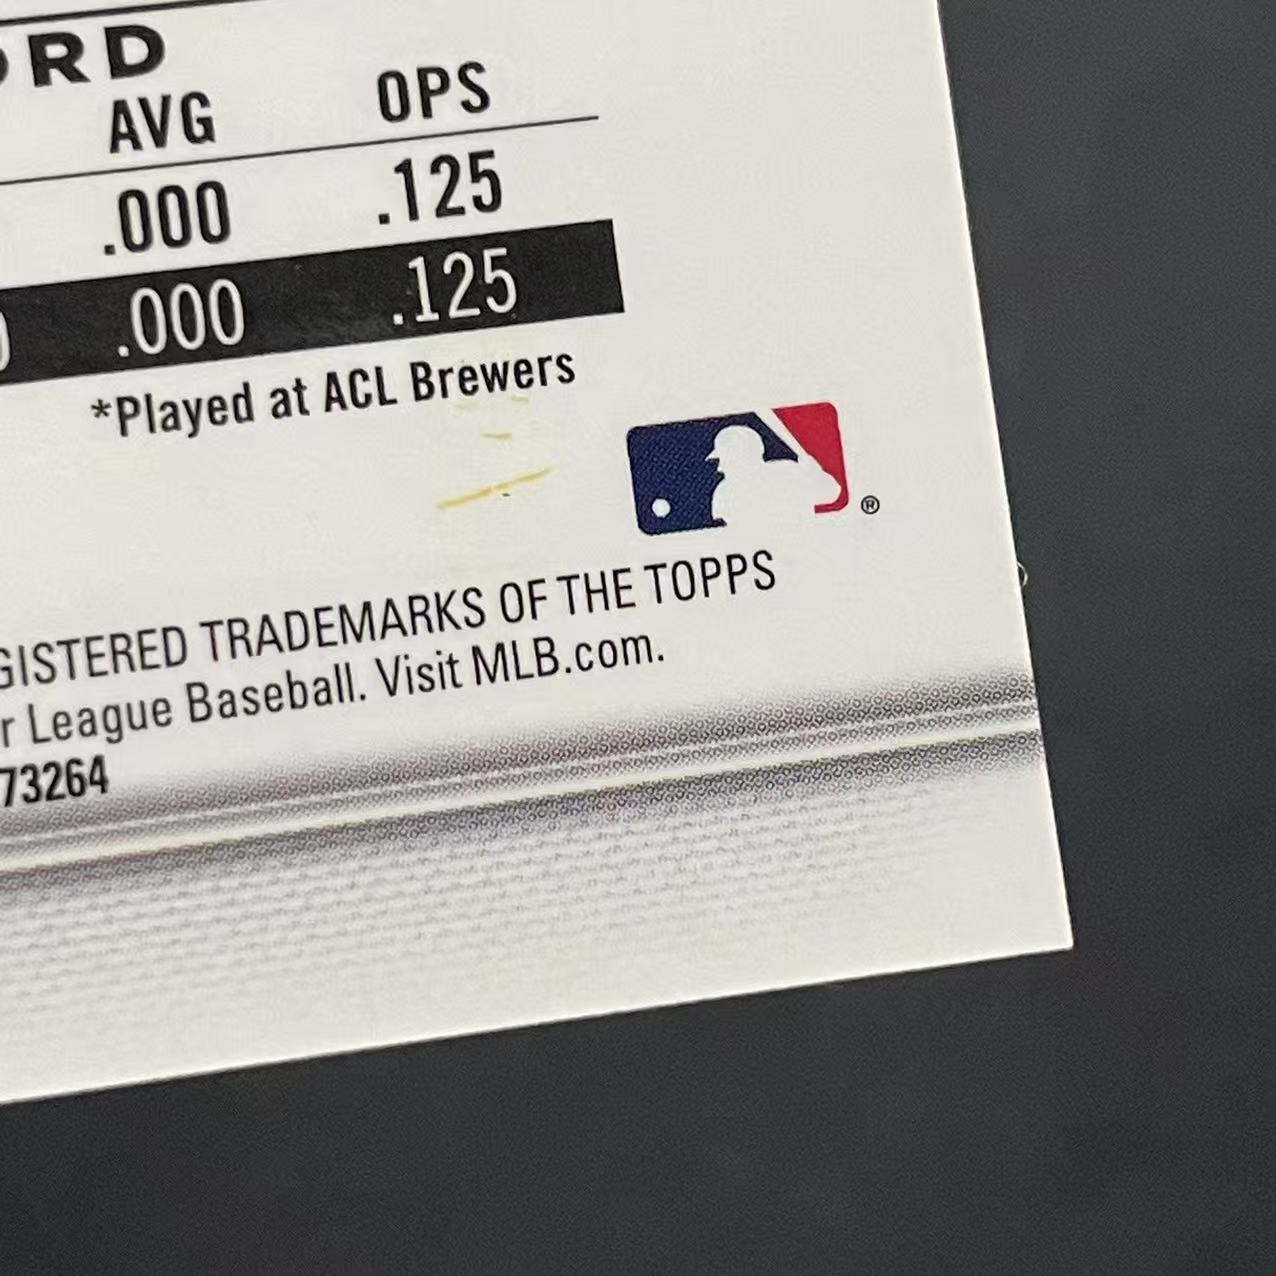 ORD
AVG OPS
.000 .125
.000 .125
*Played at ACL Brewers
®
GISTERED TRADEMARKS OF THE TOPPS
r League Baseball. Visit MLB.com.
73264